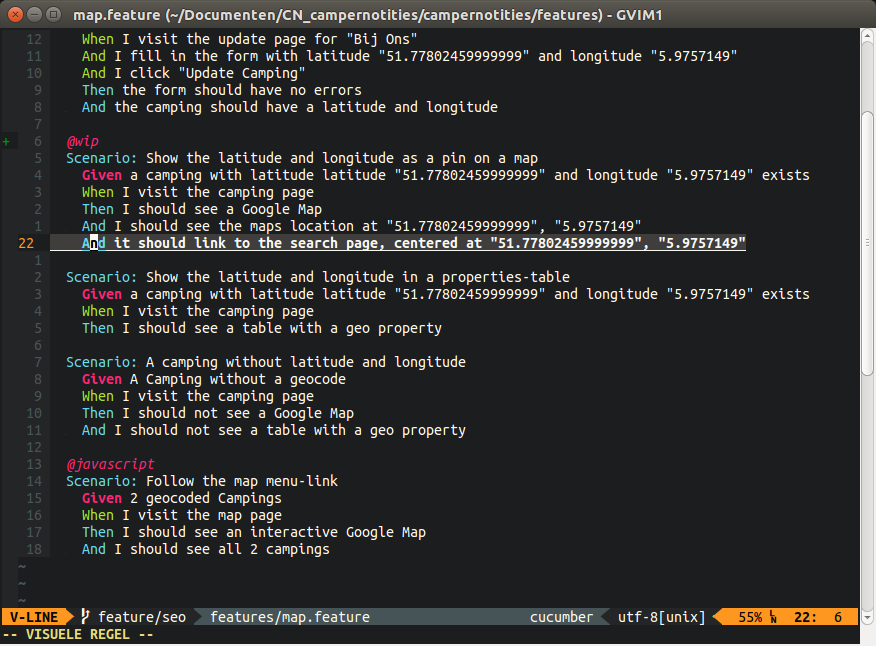 map.feature (~/Documenten/CN_campernotities/campernotities/features) - GVIM1
12 When I visit the update page for "Bij Ons"
11 And I fill in the form with latitude "51.77802459999999" and longitude "5.9757149"
10 And I click "Update Camping"
9 Then the form should have no errors
8 And the camping should have a latitude and longitude
7
+ 6 @wip
5 Scenario: Show the latitude and longitude as a pin on a map
4 Given a camping with latitude latitude "51.77802459999999" and longitude "5.9757149" exists
3 When I visit the camping page
2 Then I should see a Google Map
1 And I should see the maps location at "51.77802459999999", "5.9757149"
22 And it should link to the search page, centered at "51.77802459999999", "5.9757149"
1
2 Scenario: Show the latitude and longitude in a properties-table
3 Given a camping with latitude latitude "51.77802459999999" and longitude "5.9757149" exists
4 When I visit the camping page
5 Then I should see a table with a geo property
6
7 Scenario: A camping without latitude and longitude
8 Given A Camping without a geocode
9 When I visit the camping page
10 Then I should not see a Google Map
11 And I should not see a table with a geo property
12
13 @javascript
14 Scenario: Follow the map menu-link
15 Given 2 geocoded Campings
16 When I visit the map page
17 Then I should see an interactive Google Map
18 And I should see all 2 campings
~
~
~
V-LINE feature/seo features/map.feature cucumber utf-8[unix] 55% LN 22: 6
-- VISUELE REGEL --